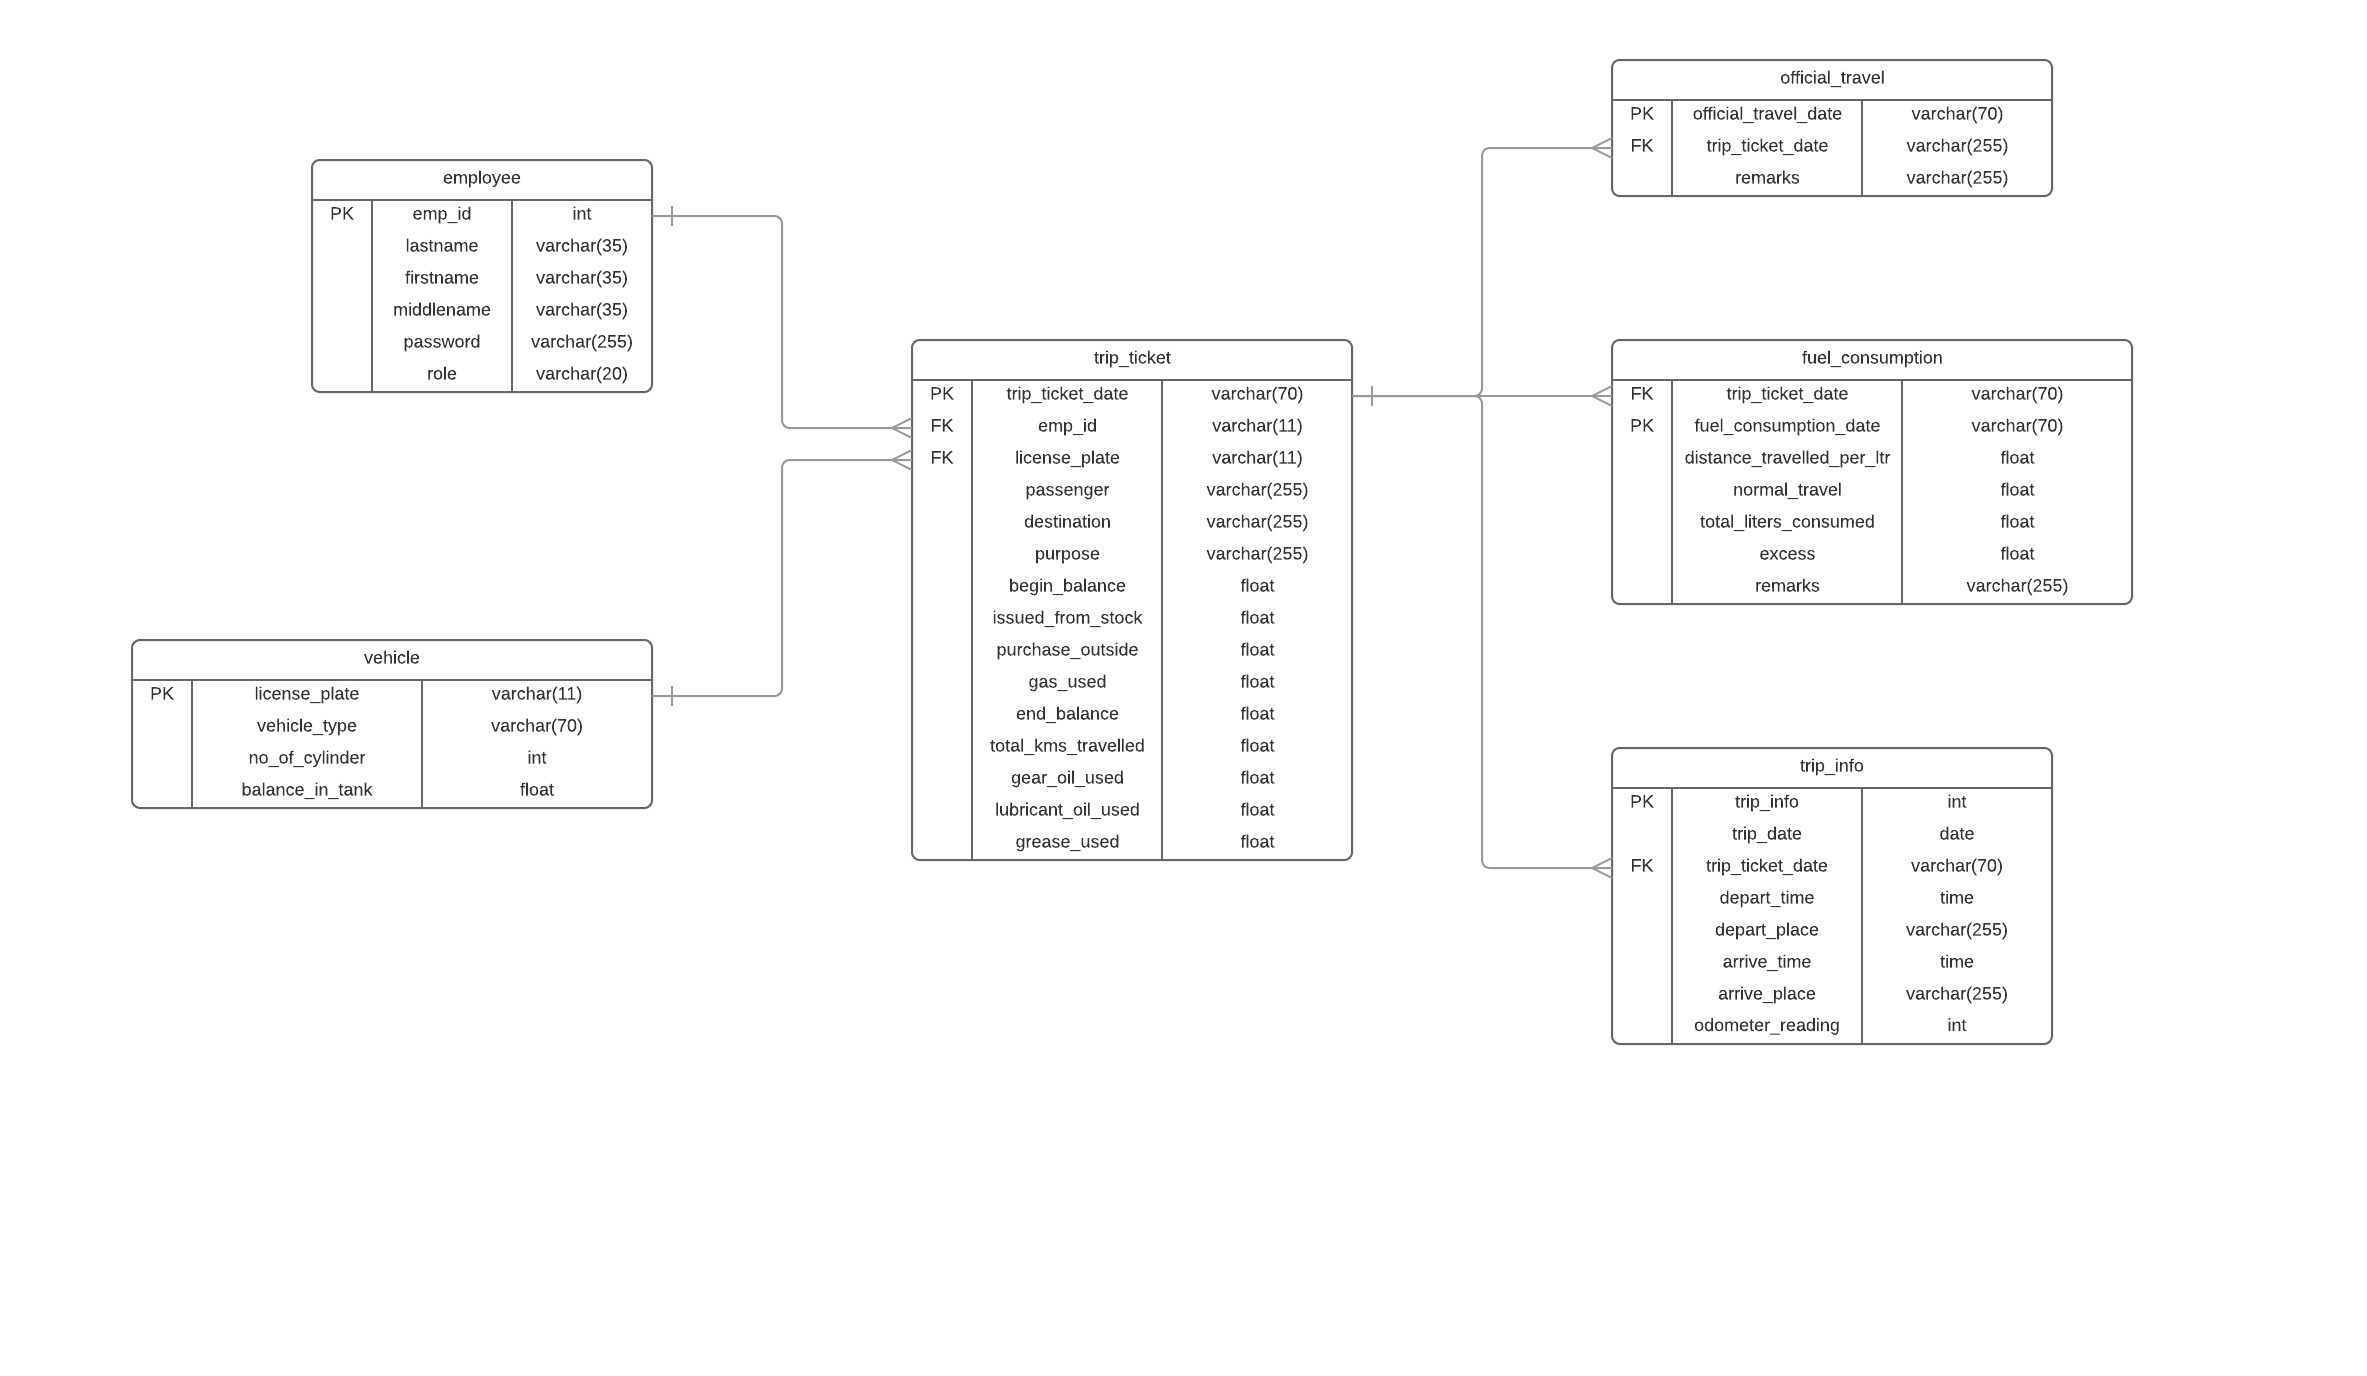 employee
PK emp_id int
lastname varchar(35)
firstname varchar(35)
middlename varchar(35)
password varchar(255)
role varchar(20)
vehicle
PK license_plate varchar(11)
vehicle_type varchar(70)
no_of_cylinder int
balance_in_tank float
trip_ticket
PK trip_ticket_date varchar(70)
FK emp_id varchar(11)
FK license_plate varchar(11)
passenger varchar(255)
destination varchar(255)
purpose varchar(255)
begin_balance float
issued_from_stock float
purchase_outside float
gas_used float
end_balance float
total_kms_travelled float
gear_oil_used float
lubricant_oil_used float
grease_used float
official_travel
PK official_travel_date varchar(70)
FK trip_ticket_date varchar(255)
remarks varchar(255)
fuel_consumption
FK trip_ticket_date varchar(70)
PK fuel_consumption_date varchar(70)
distance_travelled_per_ltr float
normal_travel float
total_liters_consumed float
excess float
remarks varchar(255)
trip_info
PK trip_info int
trip_date date
FK trip_ticket_date varchar(70)
depart_time time
depart_place varchar(255)
arrive_time time
arrive_place varchar(255)
odometer_reading int